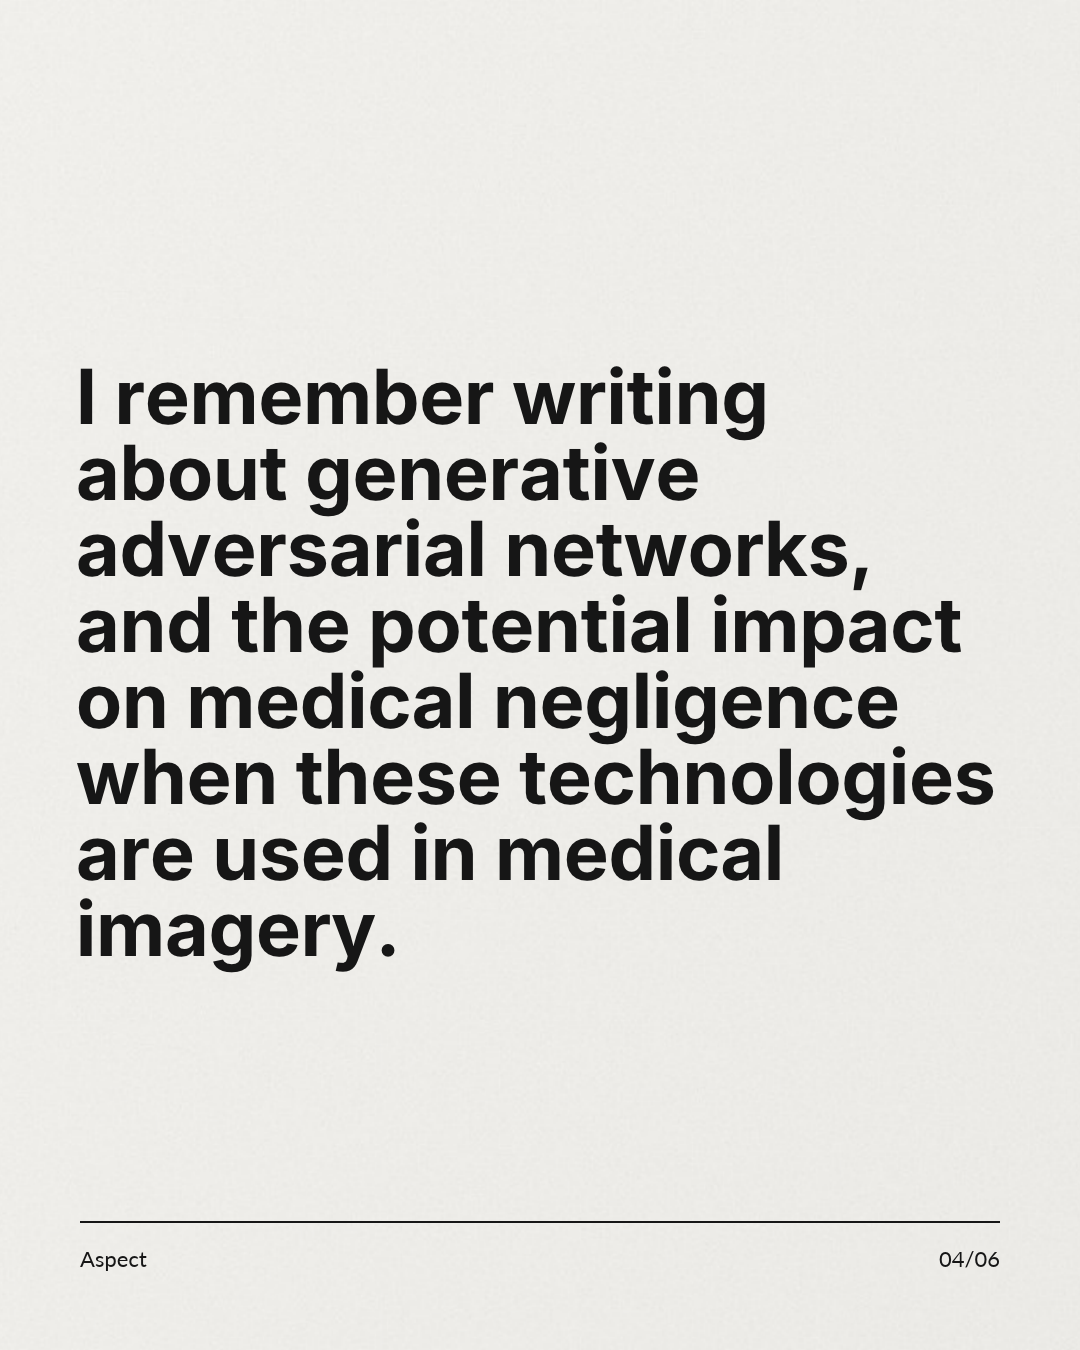 I remember writing
about generative
adversarial networks,
and the potential impact
on medical negligence
when these technologies
are used in medical
imagery.
Aspect
04/06